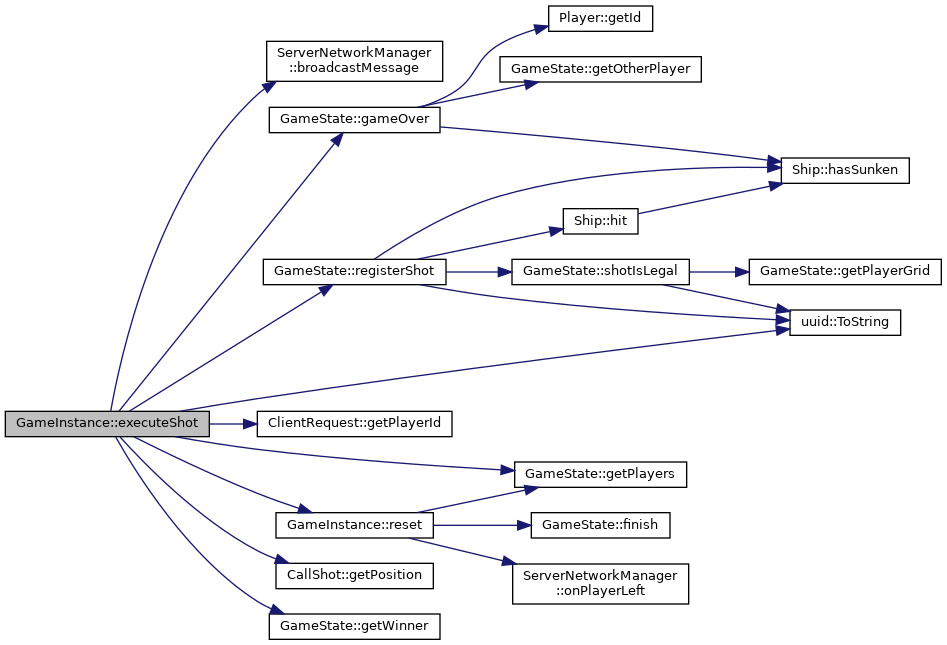 Player::getId
ServerNetworkManager
::broadcastMessage
GameState::getOtherPlayer
GameState::gameOver
Ship::hasSunken
Ship::hit
GameState::registerShot
GameState::shotIsLegal
GameState::getPlayerGrid
uuid::ToString
GameInstance::executeShot
ClientRequest::getPlayerId
GameState::getPlayers
GameInstance::reset
GameState::finish
CallShot::getPosition
ServerNetworkManager
::onPlayerLeft
GameState::getWinner